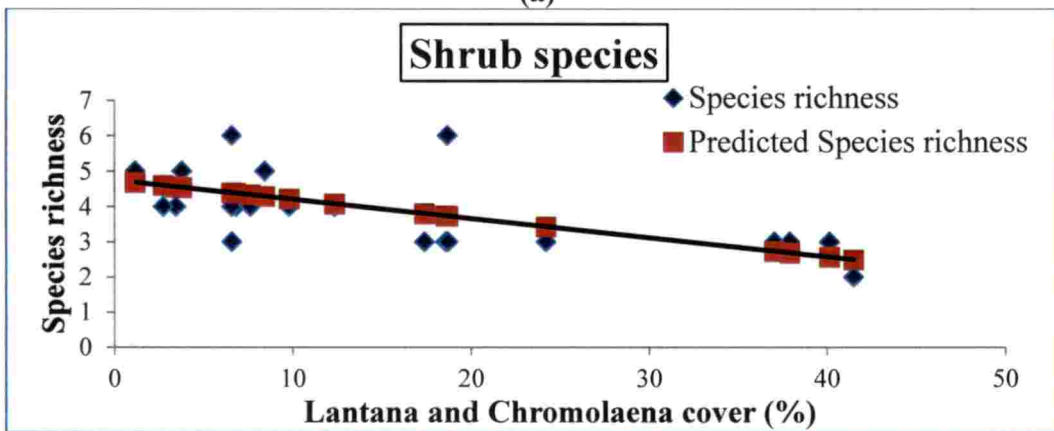 (a)
Shrub species
Species richness
Predicted Species richness
Species richness
7
6
5
4
3
2
1
0
0 10 20 30 40 50
Lantana and Chromolaena cover (%)